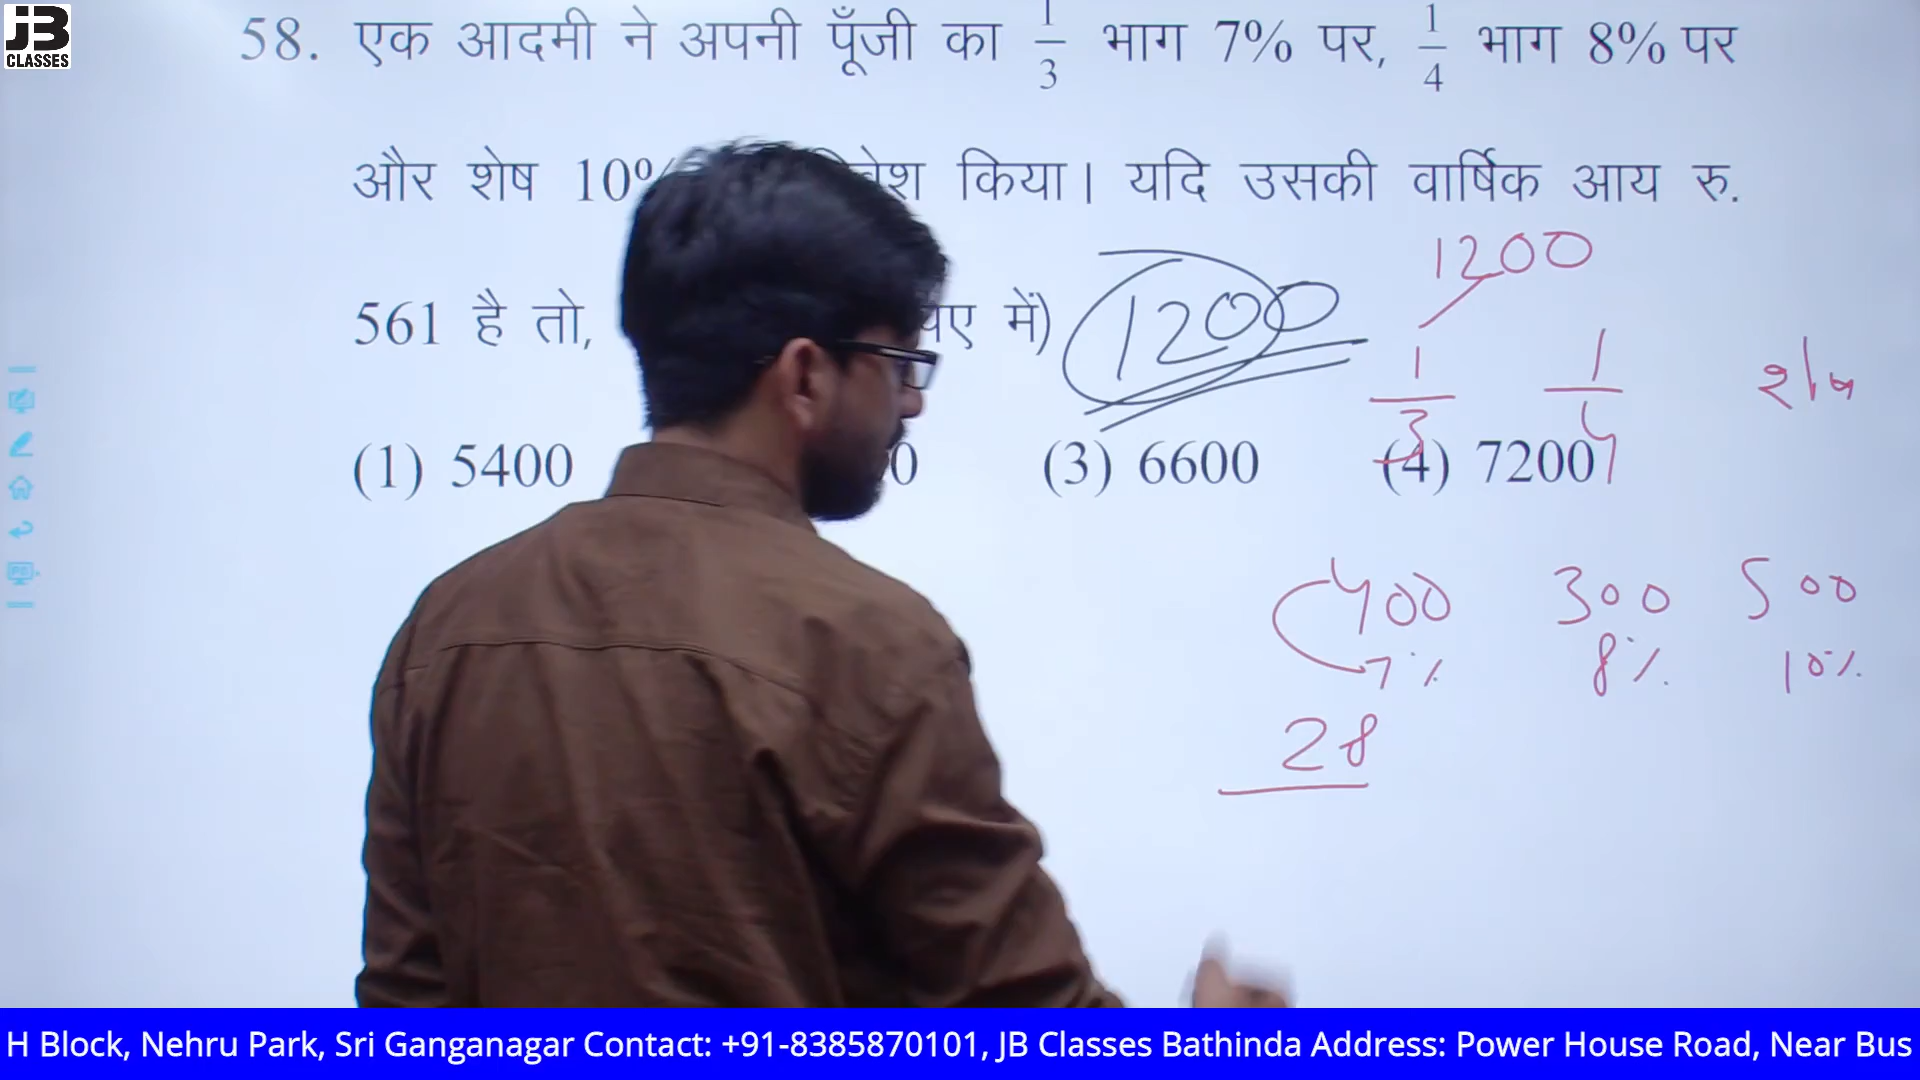 JB
CLASSES
58. एक आदमी ने अपनी पूँजी का 1/3 भाग 7% पर, 1/4 भाग 8% पर
और शेष 10% किया। यदि उसकी वार्षिक आय रु.
561 है तो, में) 1200
1200
1/3 1/4 शेष
(1) 5400 (3) 6600 (4) 7200
400 300 500
7% 8% 10%
28
H Block, Nehru Park, Sri Ganganagar Contact: +91-8385870101, JB Classes Bathinda Address: Power House Road, Near Bus